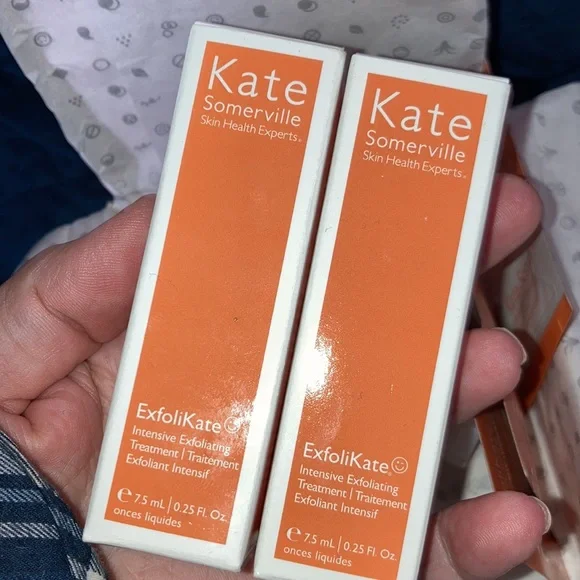 Kate
Somerville
Skin Health Experts®
ExfoliKate
Intensive Exfoliating
Treatment | Traitement
Exfoliant Intensif
℮ 7.5 mL | 0.25 Fl. Oz.
onces liquides
Kate
Somerville
Skin Health Experts®
ExfoliKate
Intensive Exfoliating
Treatment | Traitement
Exfoliant Intensif
℮ 7.5 mL | 0.25 Fl. Oz.
onces liquides